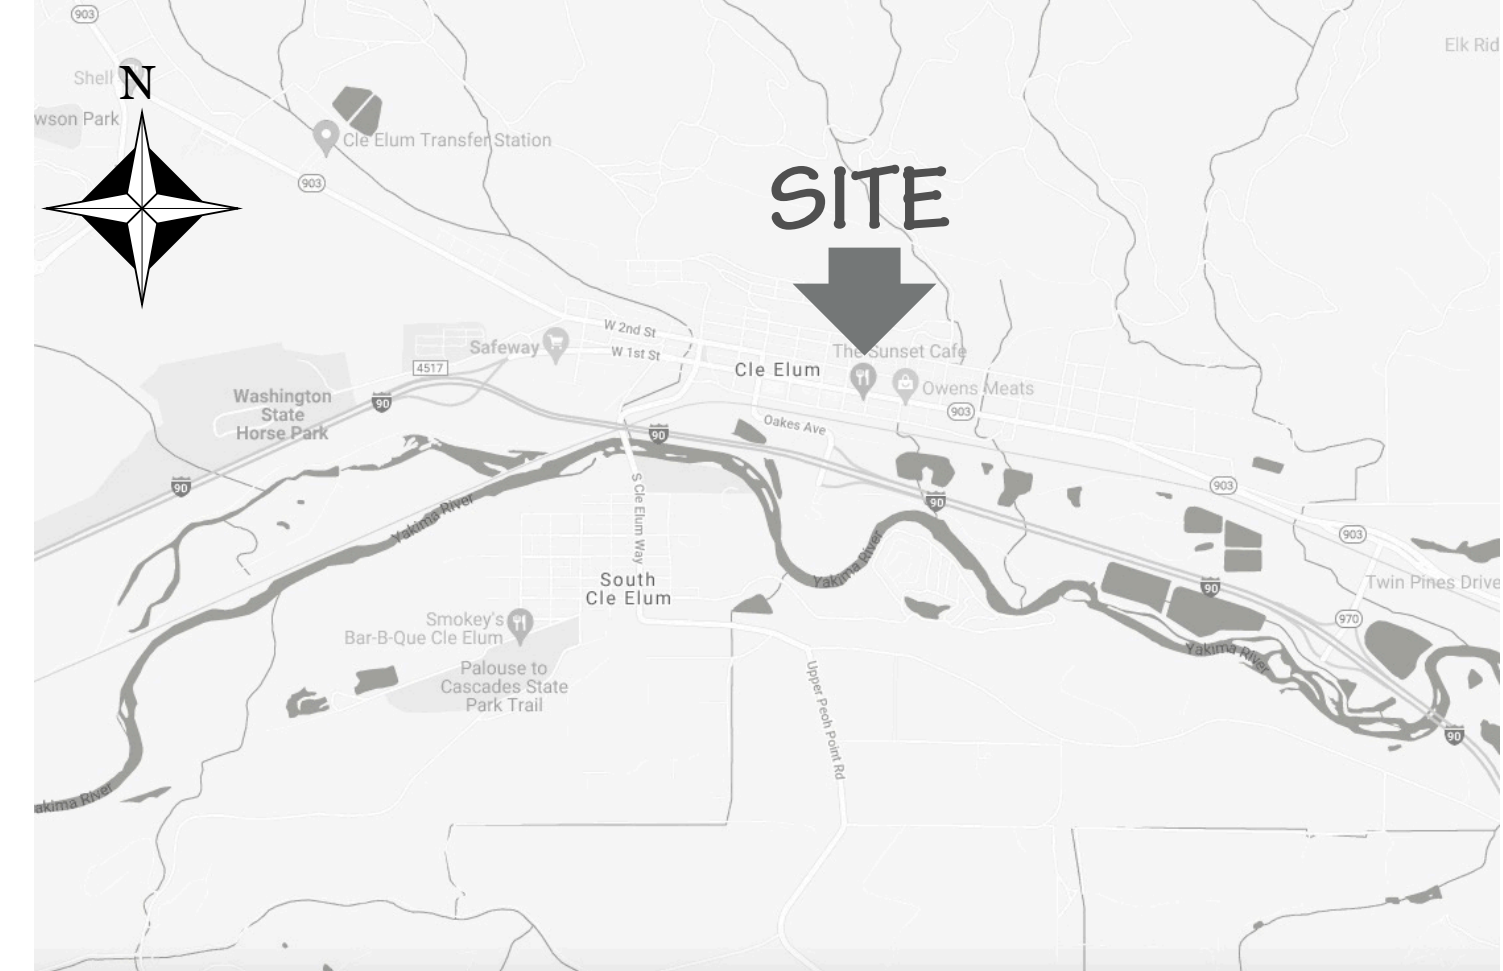 903
Elk Rid
Shell
N
wson Park
Cle Elum Transfer Station
903
SITE
W 2nd St
W 1st St
Safeway
The Sunset Cafe
4517
Cle Elum
Owens Meats
Washington
State
Horse Park
90
903
Oakes Ave
90
90
903
90
Yakima River
S Cle Elum Way
903
Yakima River
South
Cle Elum
Twin Pines Drive
90
970
Smokey's
Bar-B-Que Cle Elum
Yakima River
Palouse to
Cascades State
Park Trail
Upper Peoh Point Rd
90
akima River